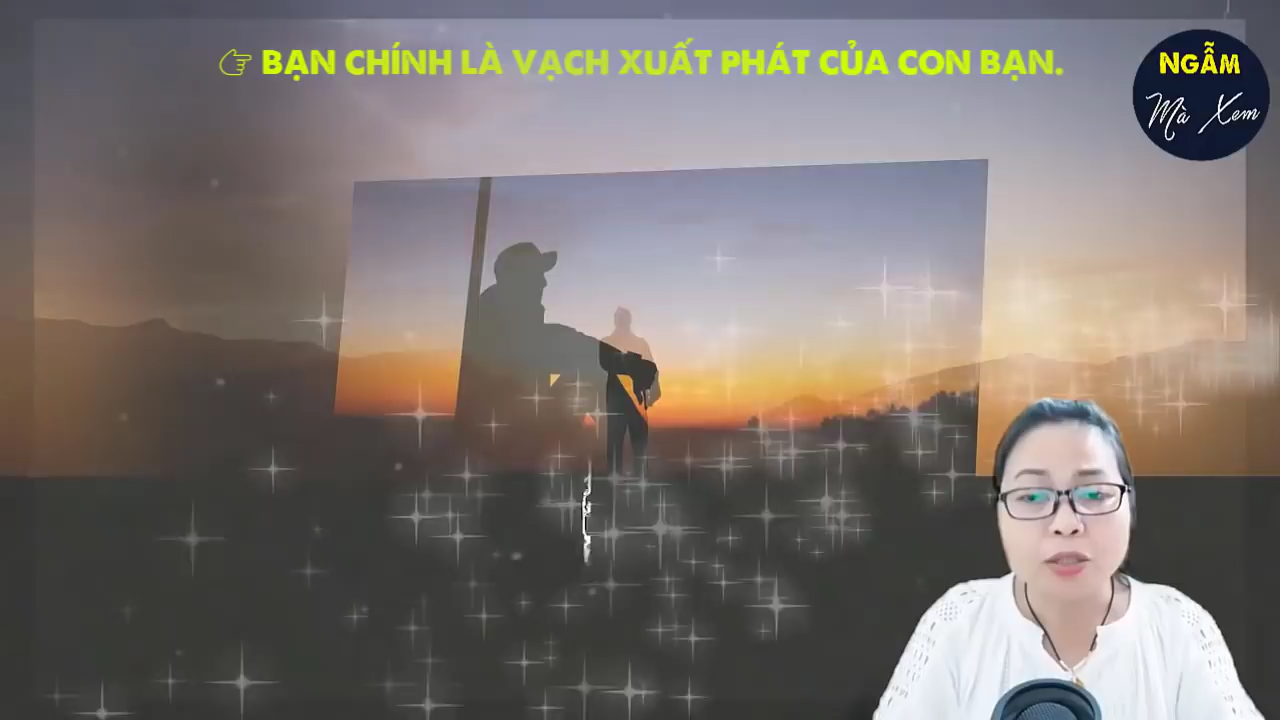 👉 BẠN CHÍNH LÀ VẠCH XUẤT PHÁT CỦA CON BẠN.
NGẪM
Mà Xem